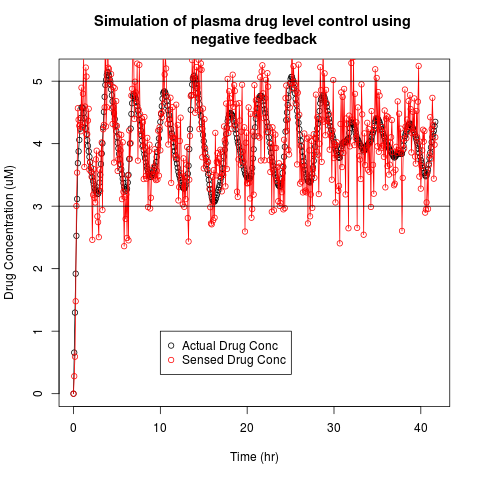 Simulation of plasma drug level control using
negative feedback
Drug Concentration (uM)
5
4
3
2
1
0
Actual Drug Conc
Sensed Drug Conc
0 10 20 30 40
Time (hr)